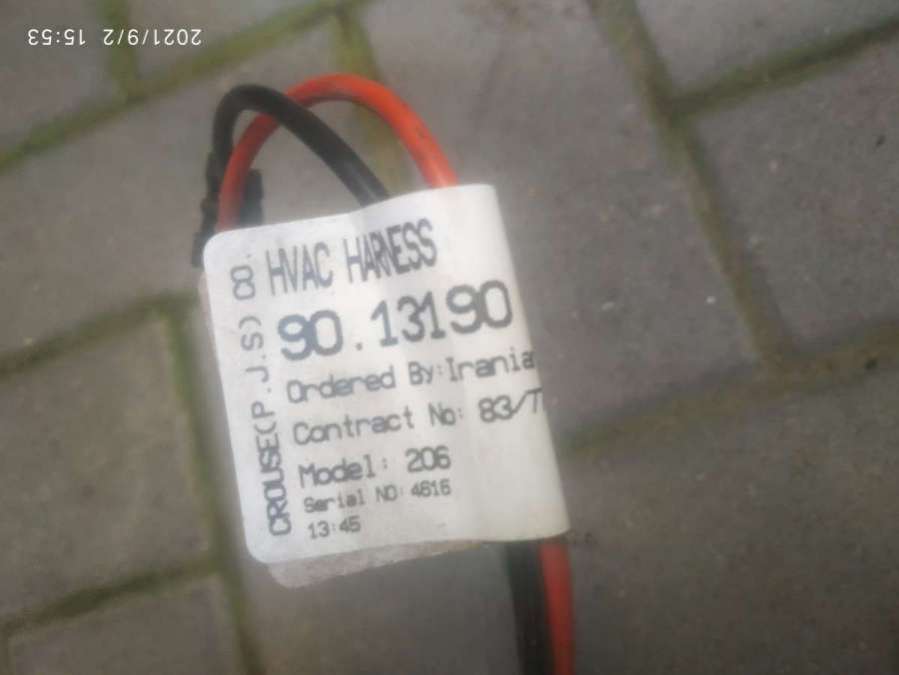 2021/9/2 15:53
HVAC HARNESS
90.13190
Ordered By:Irania
Contract No: 83/T
Model: 206
Serial NO: 4616
13:45
CROUSE(P.J.S) CO.